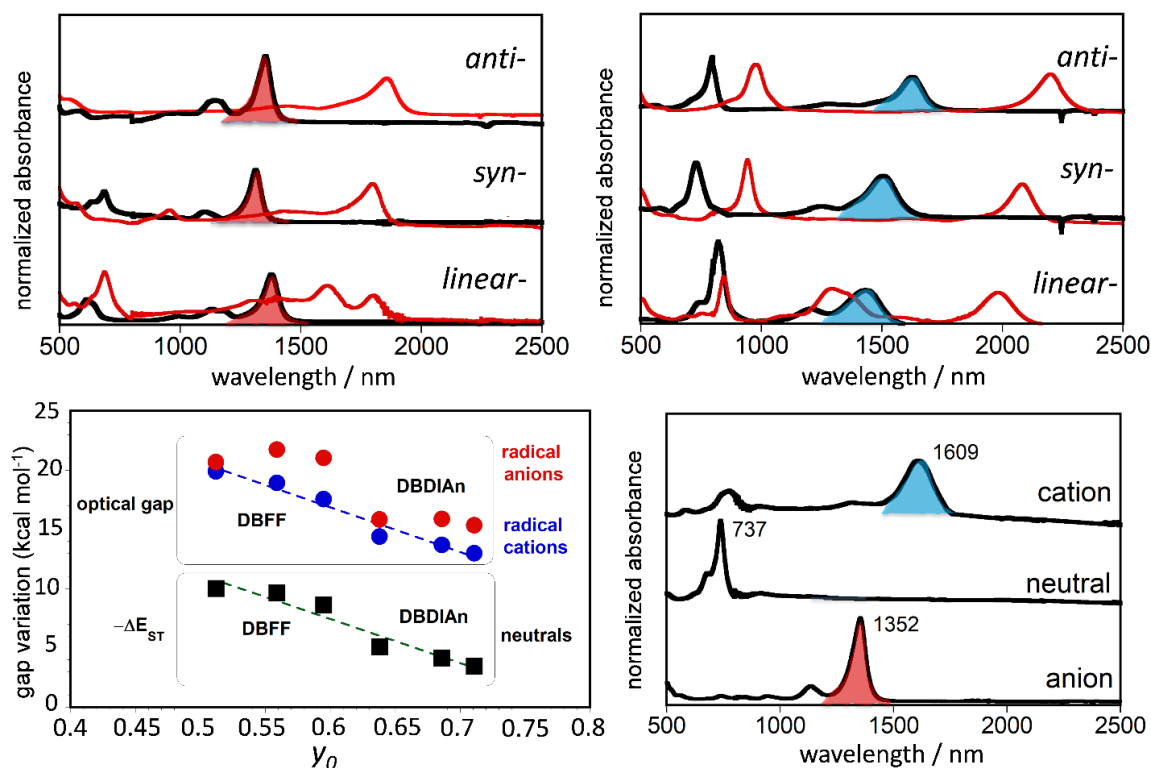 normalized absorbance
anti-
syn-
linear-
500 1000 1500 2000 2500
wavelength / nm
normalized absorbance
anti-
syn-
linear-
500 1000 1500 2000 2500
wavelength / nm
gap variation (kcal mol⁻¹)
25
20
15
10
5
0
optical gap
DBFF
DBDIAn
radical
anions
radical
cations
−ΔE_ST
DBFF
DBDIAn
neutrals
0.4 0.45 0.5 0.55 0.6 0.65 0.7 0.75 0.8
y₀
normalized absorbance
1609
cation
737
neutral
1352
anion
500 1000 1500 2000 2500
wavelength / nm